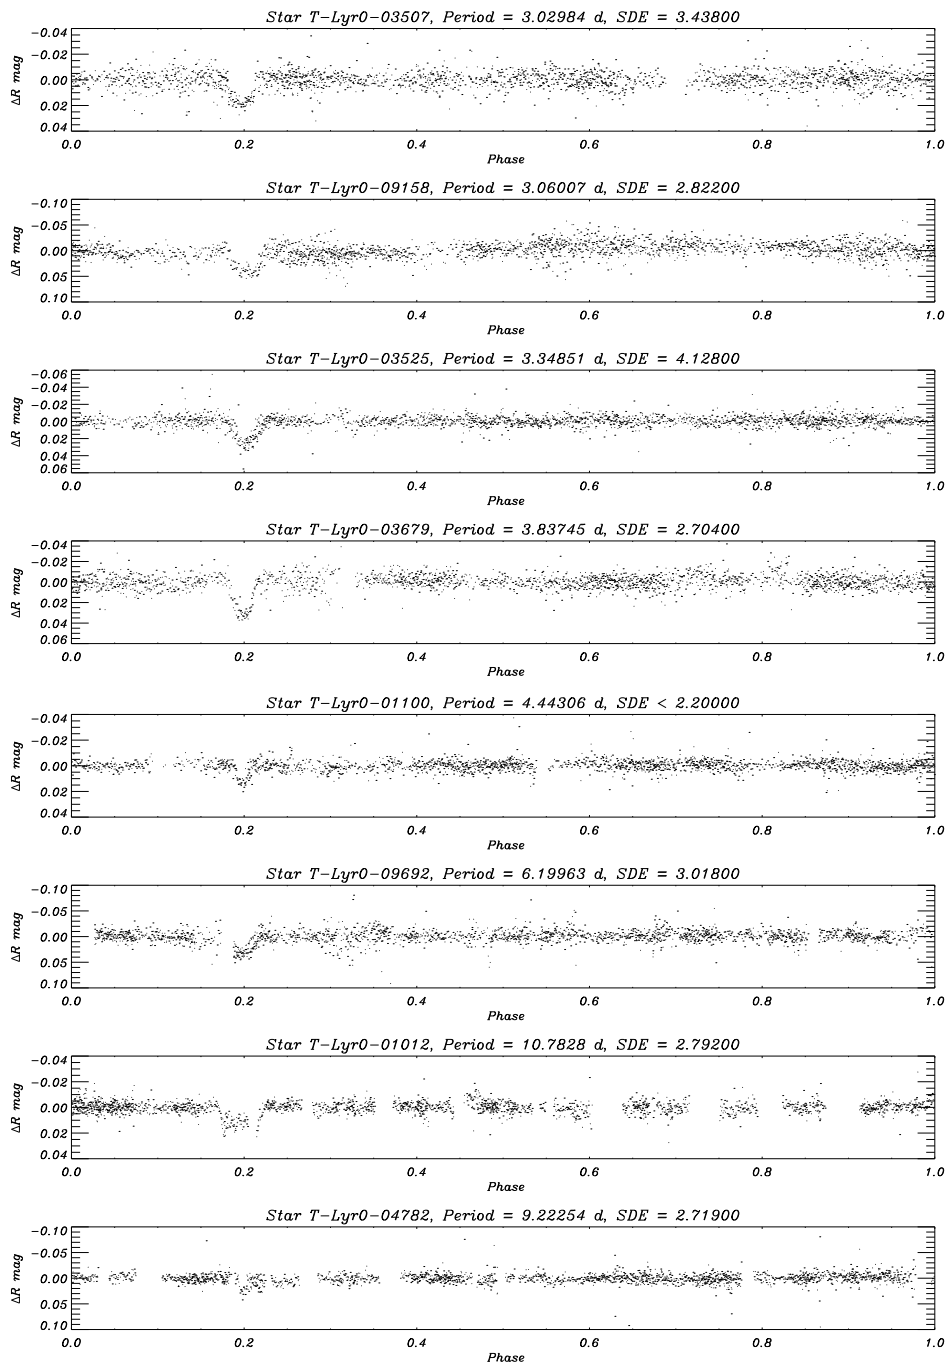 Star T-Lyr0-03507, Period = 3.02984 d, SDE = 3.43800
ΔR mag
-0.04
-0.02
0.00
0.02
0.04
0.0 0.2 0.4 0.6 0.8 1.0
Phase
Star T-Lyr0-09158, Period = 3.06007 d, SDE = 2.82200
ΔR mag
-0.10
-0.05
0.00
0.05
0.10
0.0 0.2 0.4 0.6 0.8 1.0
Phase
Star T-Lyr0-03525, Period = 3.34851 d, SDE = 4.12800
ΔR mag
-0.06
-0.04
-0.02
0.00
0.02
0.04
0.06
0.0 0.2 0.4 0.6 0.8 1.0
Phase
Star T-Lyr0-03679, Period = 3.83745 d, SDE = 2.70400
ΔR mag
-0.04
-0.02
0.00
0.02
0.04
0.06
0.0 0.2 0.4 0.6 0.8 1.0
Phase
Star T-Lyr0-01100, Period = 4.44306 d, SDE < 2.20000
ΔR mag
-0.04
-0.02
0.00
0.02
0.04
0.0 0.2 0.4 0.6 0.8 1.0
Phase
Star T-Lyr0-09692, Period = 6.19963 d, SDE = 3.01800
ΔR mag
-0.10
-0.05
0.00
0.05
0.10
0.0 0.2 0.4 0.6 0.8 1.0
Phase
Star T-Lyr0-01012, Period = 10.7828 d, SDE = 2.79200
ΔR mag
-0.04
-0.02
0.00
0.02
0.04
0.0 0.2 0.4 0.6 0.8 1.0
Phase
Star T-Lyr0-04782, Period = 9.22254 d, SDE = 2.71900
ΔR mag
-0.10
-0.05
0.00
0.05
0.10
0.0 0.2 0.4 0.6 0.8 1.0
Phase